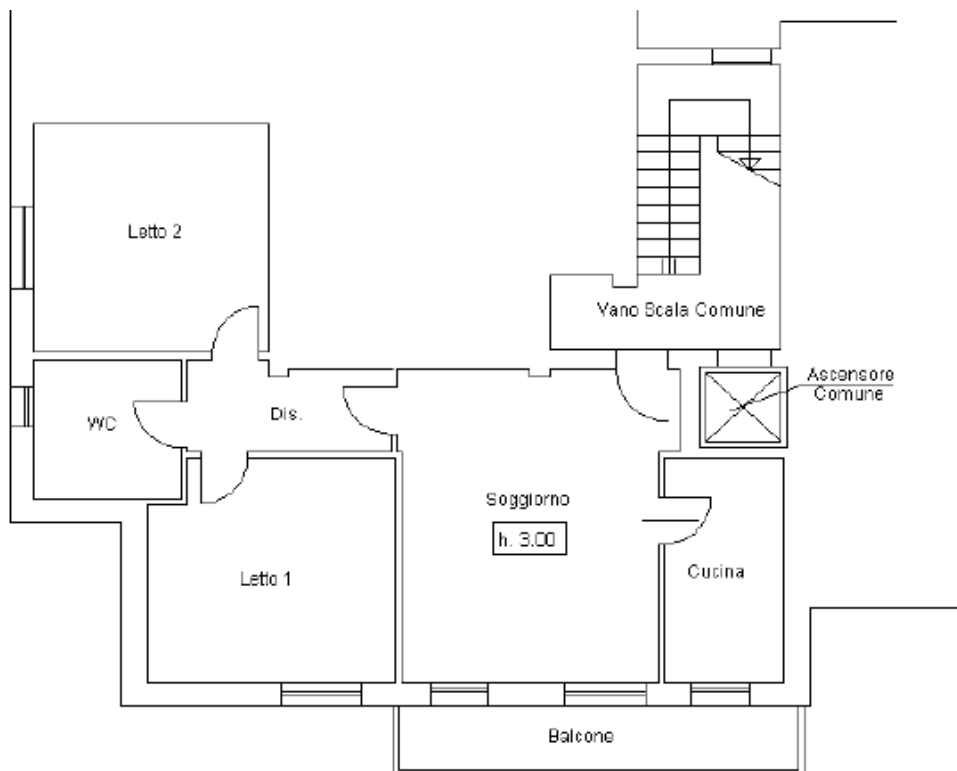 Letto 2
Vano Scala Comune
Ascensore
Comune
WC
Dis.
Soggiorno
h. 3.00
Letto 1
Cucina
Balcone